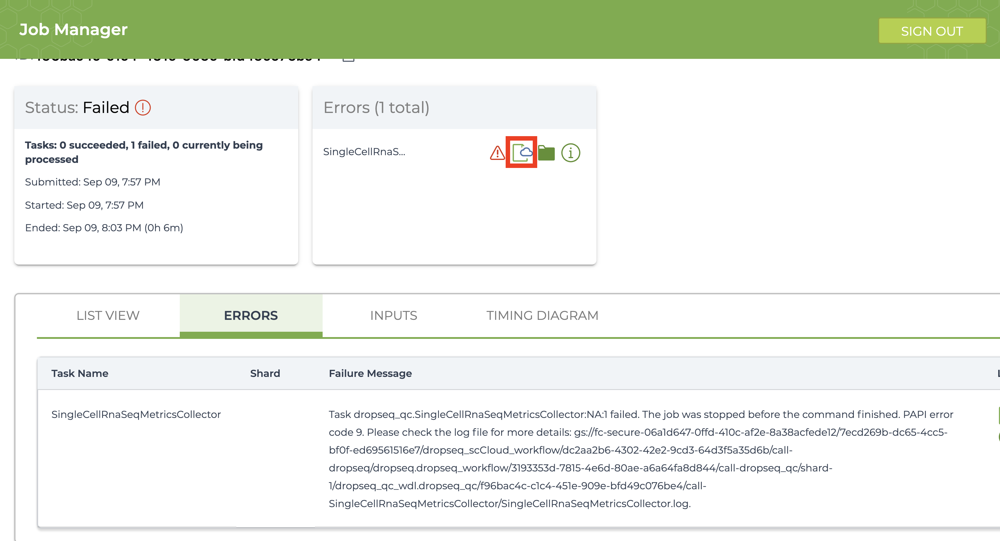 Job Manager
SIGN OUT
Status: Failed
Errors (1 total)
Tasks: 0 succeeded, 1 failed, 0 currently being
processed
Submitted: Sep 09, 7:57 PM
Started: Sep 09, 7:57 PM
Ended: Sep 09, 8:03 PM (0h 6m)
SingleCellRnaS...
LIST VIEW
ERRORS
INPUTS
TIMING DIAGRAM
Task Name
Shard
Failure Message
SingleCellRnaSeqMetricsCollector
Task dropseq_qc.SingleCellRnaSeqMetricsCollector:NA:1 failed. The job was stopped before the command finished. PAPI error
code 9. Please check the log file for more details: gs://fc-secure-06a1d647-0ffd-410c-af2e-8a38acfede12/7ecd269b-dc65-4cc5-
bf0f-ed69561516e7/dropseq_scCloud_workflow/dc2aa2b6-4302-42e2-9cd3-64d3f5a35d6b/call-
dropseq/dropseq.dropseq_workflow/3193353d-7815-4e6d-80ae-a6a64fa8d844/call-dropseq_qc/shard-
1/dropseq_qc_wdl.dropseq_qc/f96bac4c-c1c4-451e-909e-bfd49c076be4/call-
SingleCellRnaSeqMetricsCollector/SingleCellRnaSeqMetricsCollector.log.